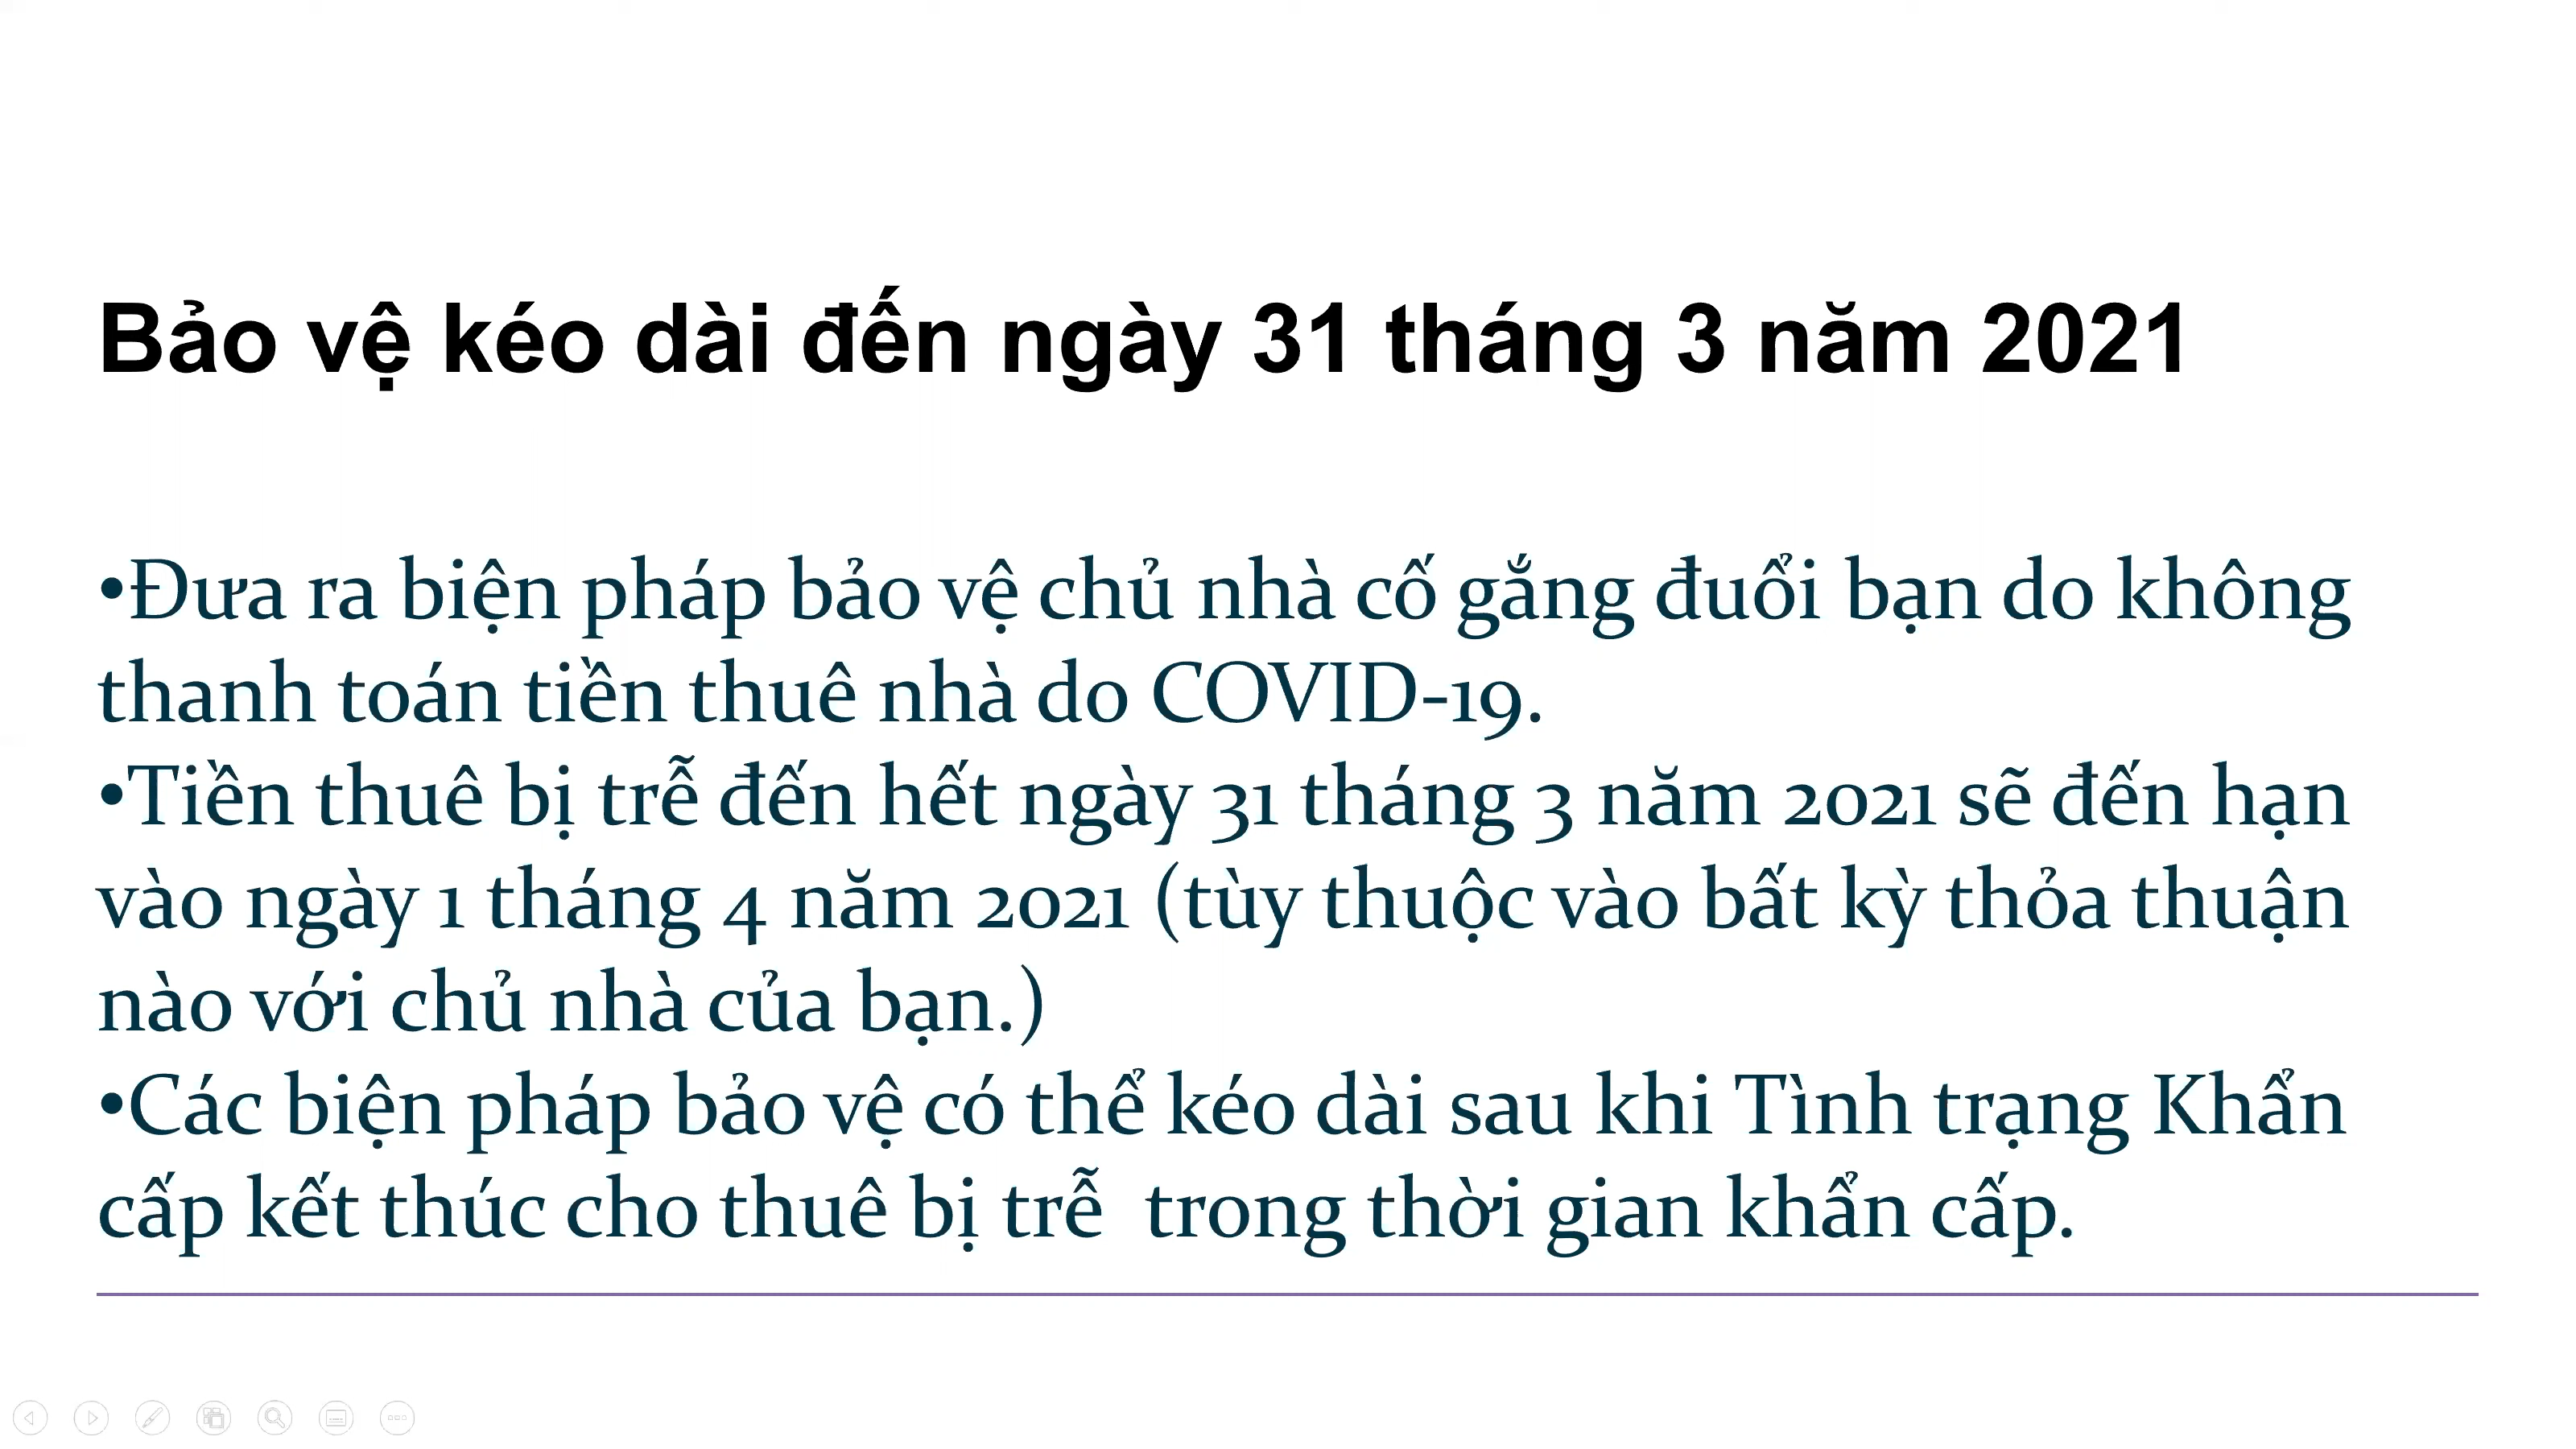 Bảo vệ kéo dài đến ngày 31 tháng 3 năm 2021
•Đưa ra biện pháp bảo vệ chủ nhà cố gắng đuổi bạn do không
thanh toán tiền thuê nhà do COVID-19.
•Tiền thuê bị trễ đến hết ngày 31 tháng 3 năm 2021 sẽ đến hạn
vào ngày 1 tháng 4 năm 2021 (tùy thuộc vào bất kỳ thỏa thuận
nào với chủ nhà của bạn.)
•Các biện pháp bảo vệ có thể kéo dài sau khi Tình trạng Khẩn
cấp kết thúc cho thuê bị trễ  trong thời gian khẩn cấp.